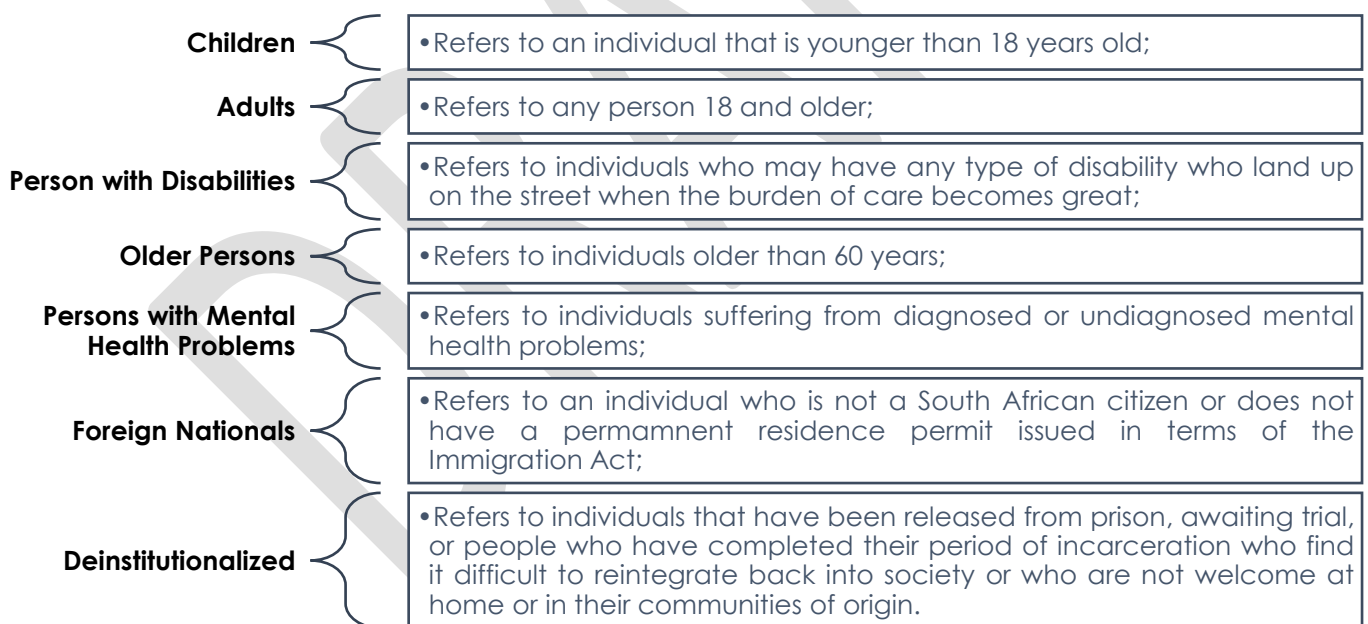 Children
•Refers to an individual that is younger than 18 years old;
Adults
•Refers to any person 18 and older;
Person with Disabilities
•Refers to individuals who may have any type of disability who land up
on the street when the burden of care becomes great;
Older Persons
•Refers to individuals older than 60 years;
Persons with Mental
Health Problems
•Refers to individuals suffering from diagnosed or undiagnosed mental
health problems;
Foreign Nationals
•Refers to an individual who is not a South African citizen or does not
have a permamnent residence permit issued in terms of the
Immigration Act;
Deinstitutionalized
•Refers to individuals that have been released from prison, awaiting trial,
or people who have completed their period of incarceration who find
it difficult to reintegrate back into society or who are not welcome at
home or in their communities of origin.